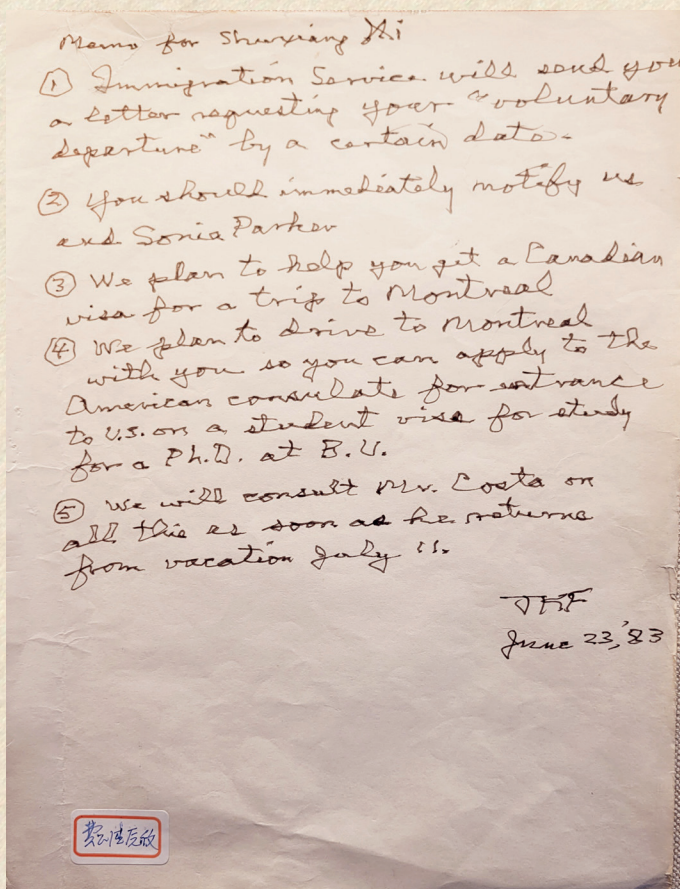 Memo for Shuxiang Xi
① Immigration Service will send you
a letter requesting your "voluntary
departure" by a certain date.
② You should immediately notify us
and Sonia Parker
③ We plan to help you get a Canadian
visa for a trip to Montreal
④ We plan to drive to Montreal
with you so you can apply to the
American consulate for entrance
to U.S. on a student visa for study
for a Ph.D. at B.U.
⑤ We will consult Mr. Costa on
all this as soon as he returns
from vacation July 11.
JKF
June 23, '83
费